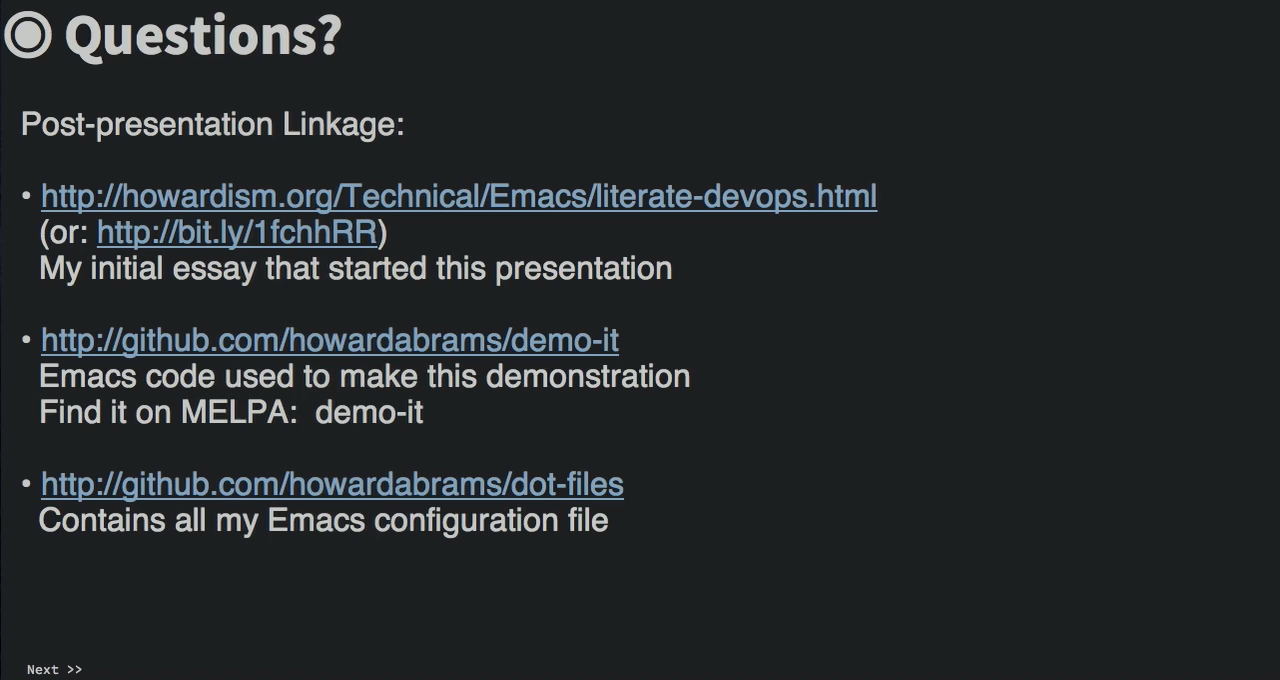 Questions?
Post-presentation Linkage:
• http://howardism.org/Technical/Emacs/literate-devops.html
(or: http://bit.ly/1fchhRR)
My initial essay that started this presentation
• http://github.com/howardabrams/demo-it
Emacs code used to make this demonstration
Find it on MELPA:  demo-it
• http://github.com/howardabrams/dot-files
Contains all my Emacs configuration file
Next >>